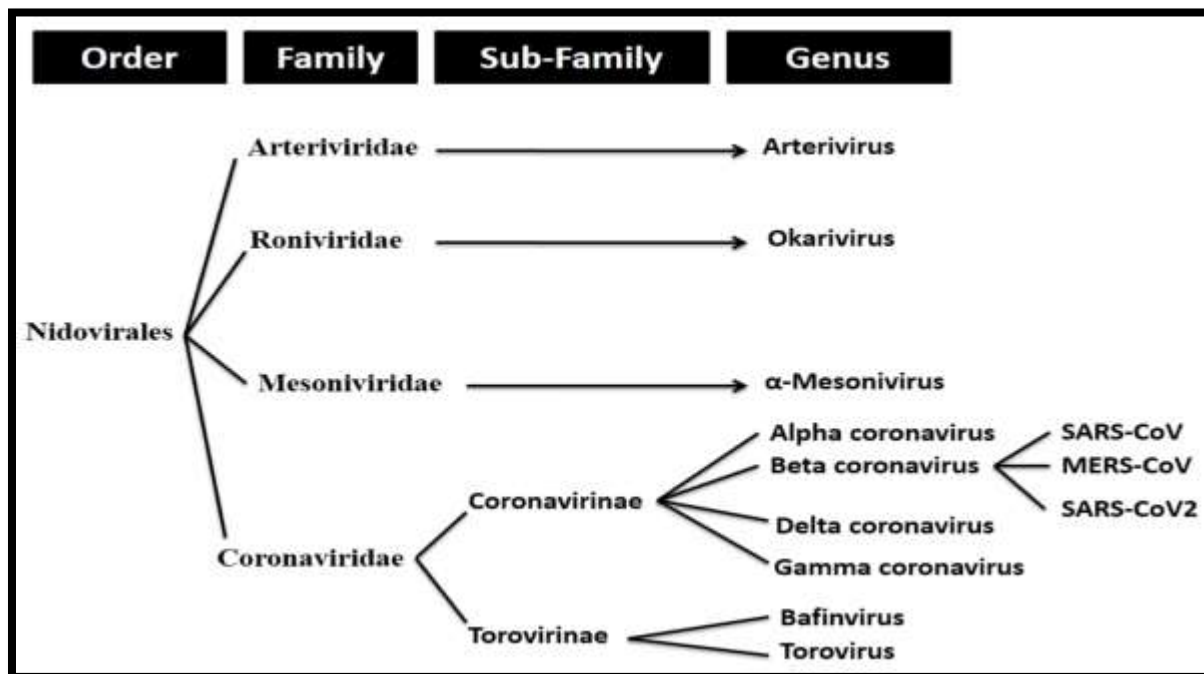 Order Family Sub-Family Genus
Arteriviridae Arterivirus
Roniviridae Okarivirus
Nidovirales
Mesoniviridae α-Mesonivirus
Alpha coronavirus SARS-CoV
Beta coronavirus MERS-CoV
Coronavirinae
SARS-CoV2
Delta coronavirus
Coronaviridae
Gamma coronavirus
Bafinvirus
Torovirinae
Torovirus